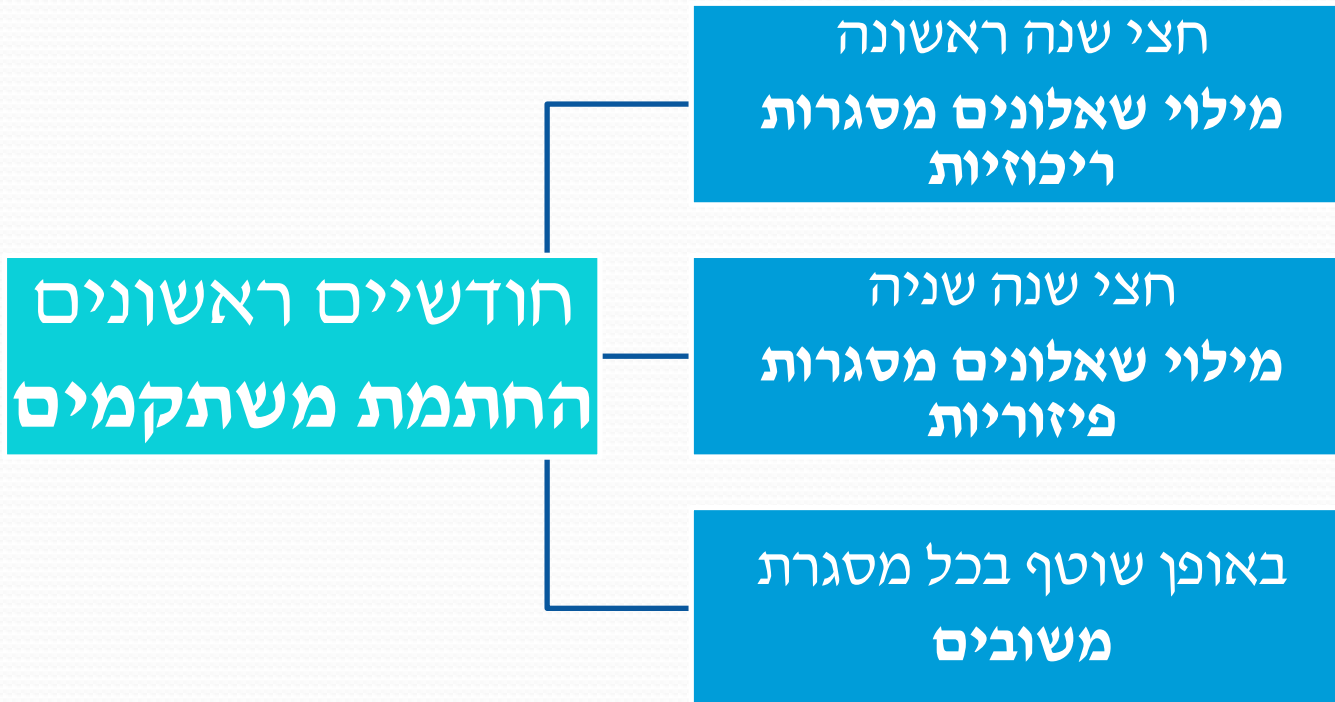 חודשיים ראשונים
החתמת משתקמים
חצי שנה ראשונה
מילוי שאלונים מסגרות
ריכוזיות
חצי שנה שניה
מילוי שאלונים מסגרות
פיזוריות
באופן שוטף בכל מסגרת
משובים